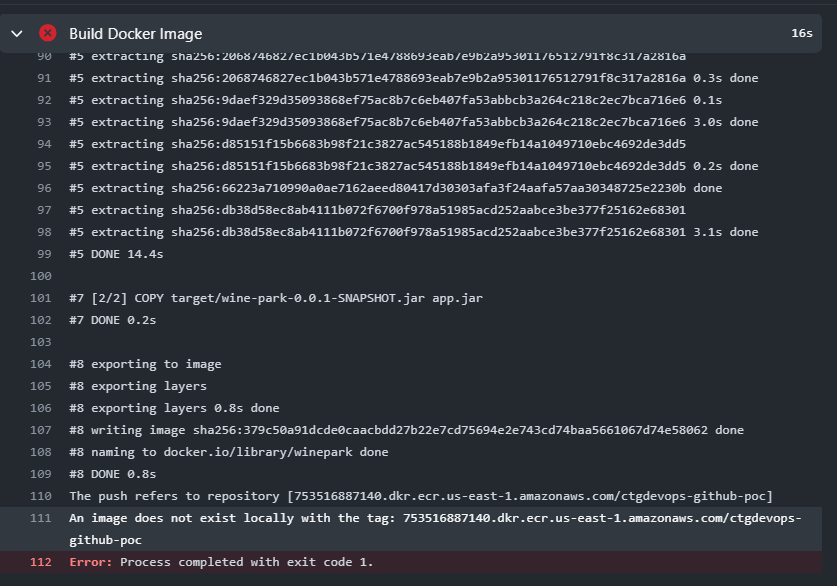 Build Docker Image 16s
90 #5 extracting sha256:2068746827ec1b043b571e4788693eab7e9b2a95301176512791f8c317a2816a
91 #5 extracting sha256:2068746827ec1b043b571e4788693eab7e9b2a95301176512791f8c317a2816a 0.3s done
92 #5 extracting sha256:9daef329d35093868ef75ac8b7c6eb407fa53abbcb3a264c218c2ec7bca716e6 0.1s
93 #5 extracting sha256:9daef329d35093868ef75ac8b7c6eb407fa53abbcb3a264c218c2ec7bca716e6 3.0s done
94 #5 extracting sha256:d85151f15b6683b98f21c3827ac545188b1849efb14a1049710ebc4692de3dd5
95 #5 extracting sha256:d85151f15b6683b98f21c3827ac545188b1849efb14a1049710ebc4692de3dd5 0.2s done
96 #5 extracting sha256:66223a710990a0ae7162aeed80417d30303afa3f24aafa57aa30348725e2230b done
97 #5 extracting sha256:db38d58ec8ab4111b072f6700f978a51985acd252aabce3be377f25162e68301
98 #5 extracting sha256:db38d58ec8ab4111b072f6700f978a51985acd252aabce3be377f25162e68301 3.1s done
99 #5 DONE 14.4s
100
101 #7 [2/2] COPY target/wine-park-0.0.1-SNAPSHOT.jar app.jar
102 #7 DONE 0.2s
103
104 #8 exporting to image
105 #8 exporting layers
106 #8 exporting layers 0.8s done
107 #8 writing image sha256:379c50a91dcde0caacbdd27b22e7cd75694e2e743cd74baa5661067d74e58062 done
108 #8 naming to docker.io/library/winepark done
109 #8 DONE 0.8s
110 The push refers to repository [753516887140.dkr.ecr.us-east-1.amazonaws.com/ctgdevops-github-poc]
111 An image does not exist locally with the tag: 753516887140.dkr.ecr.us-east-1.amazonaws.com/ctgdevops-
github-poc
112 Error: Process completed with exit code 1.